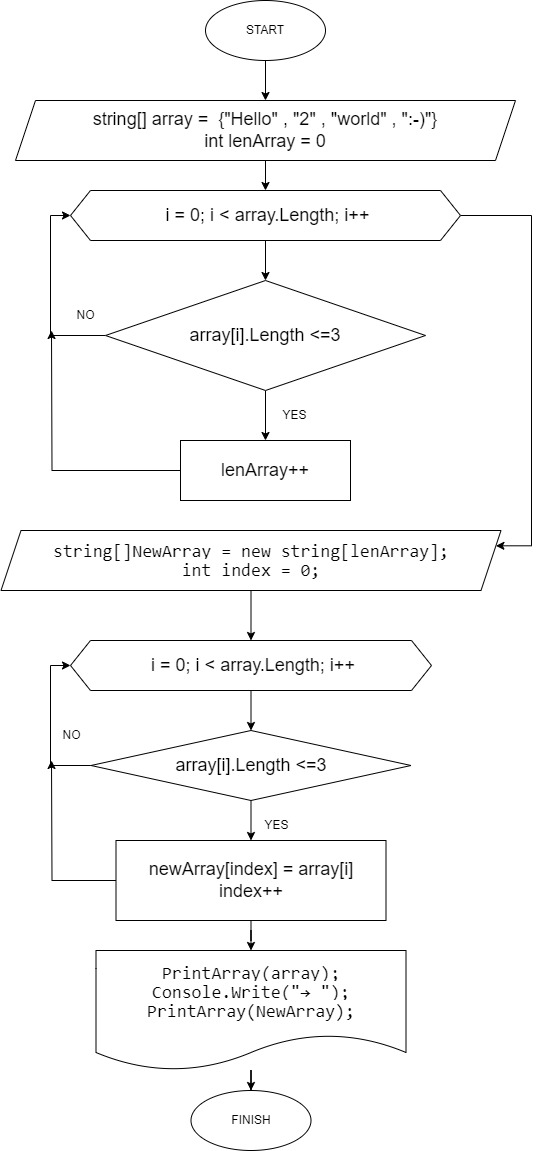 START
string[] array =  {"Hello" , "2" , "world" , ":-)"}
int lenArray = 0
i = 0; i < array.Length; i++
NO
array[i].Length <=3
YES
lenArray++
string[]NewArray = new string[lenArray];
int index = 0;
i = 0; i < array.Length; i++
NO
array[i].Length <=3
YES
newArray[index] = array[i]
index++
PrintArray(array);
Console.Write("→ ");
PrintArray(NewArray);
FINISH